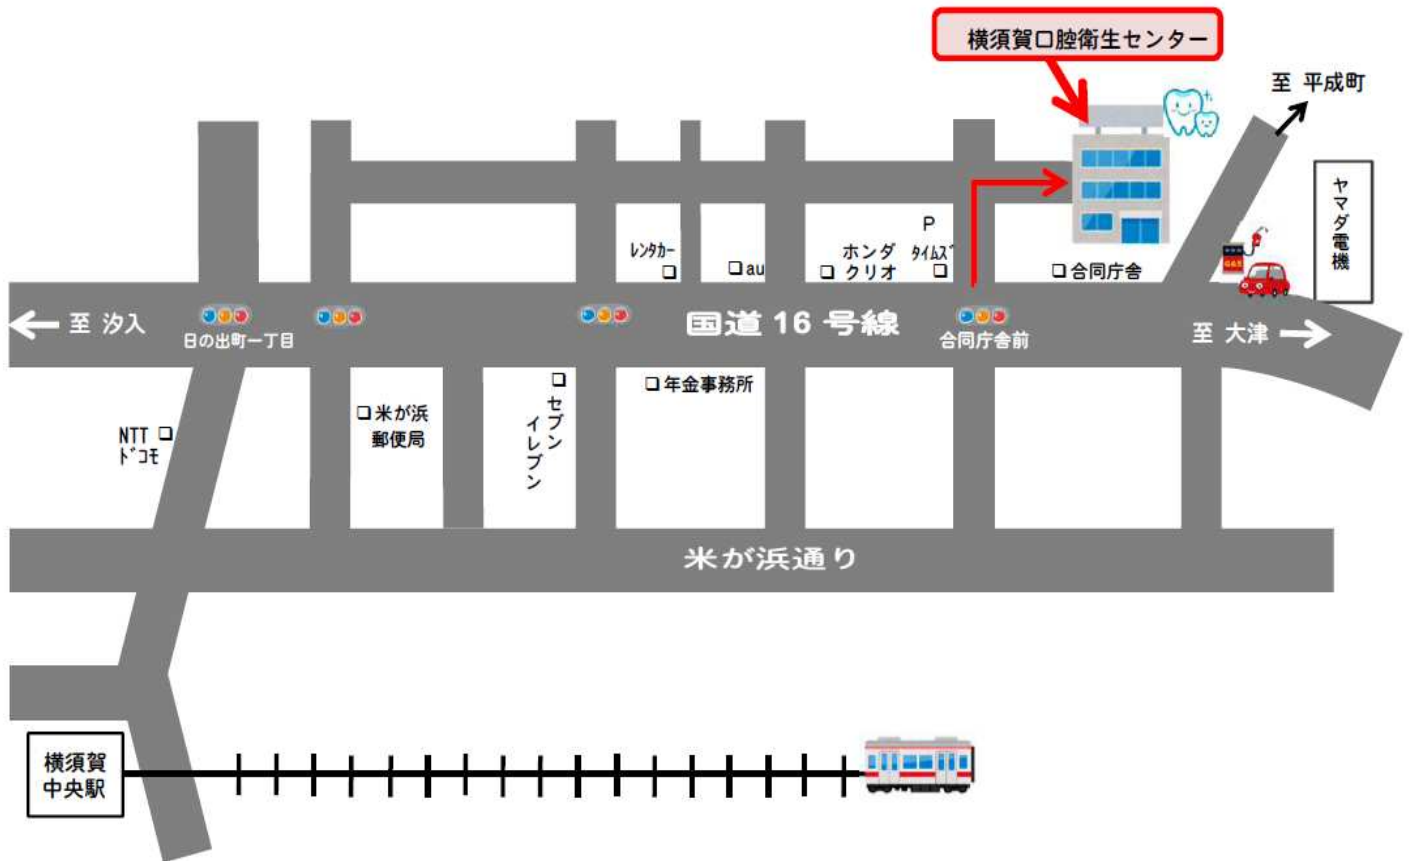 横須賀口腔衛生センター
至 平成町
ヤマダ電機
P
レンタカー
au
ホンダ
クリオ
タイムズ
合同庁舎
GAS
至 汐入
国道 16 号線
至 大津
日の出町一丁目
合同庁舎前
年金事務所
米が浜
郵便局
セブン
イレブン
NTT
ドコモ
米が浜通り
横須賀
中央駅